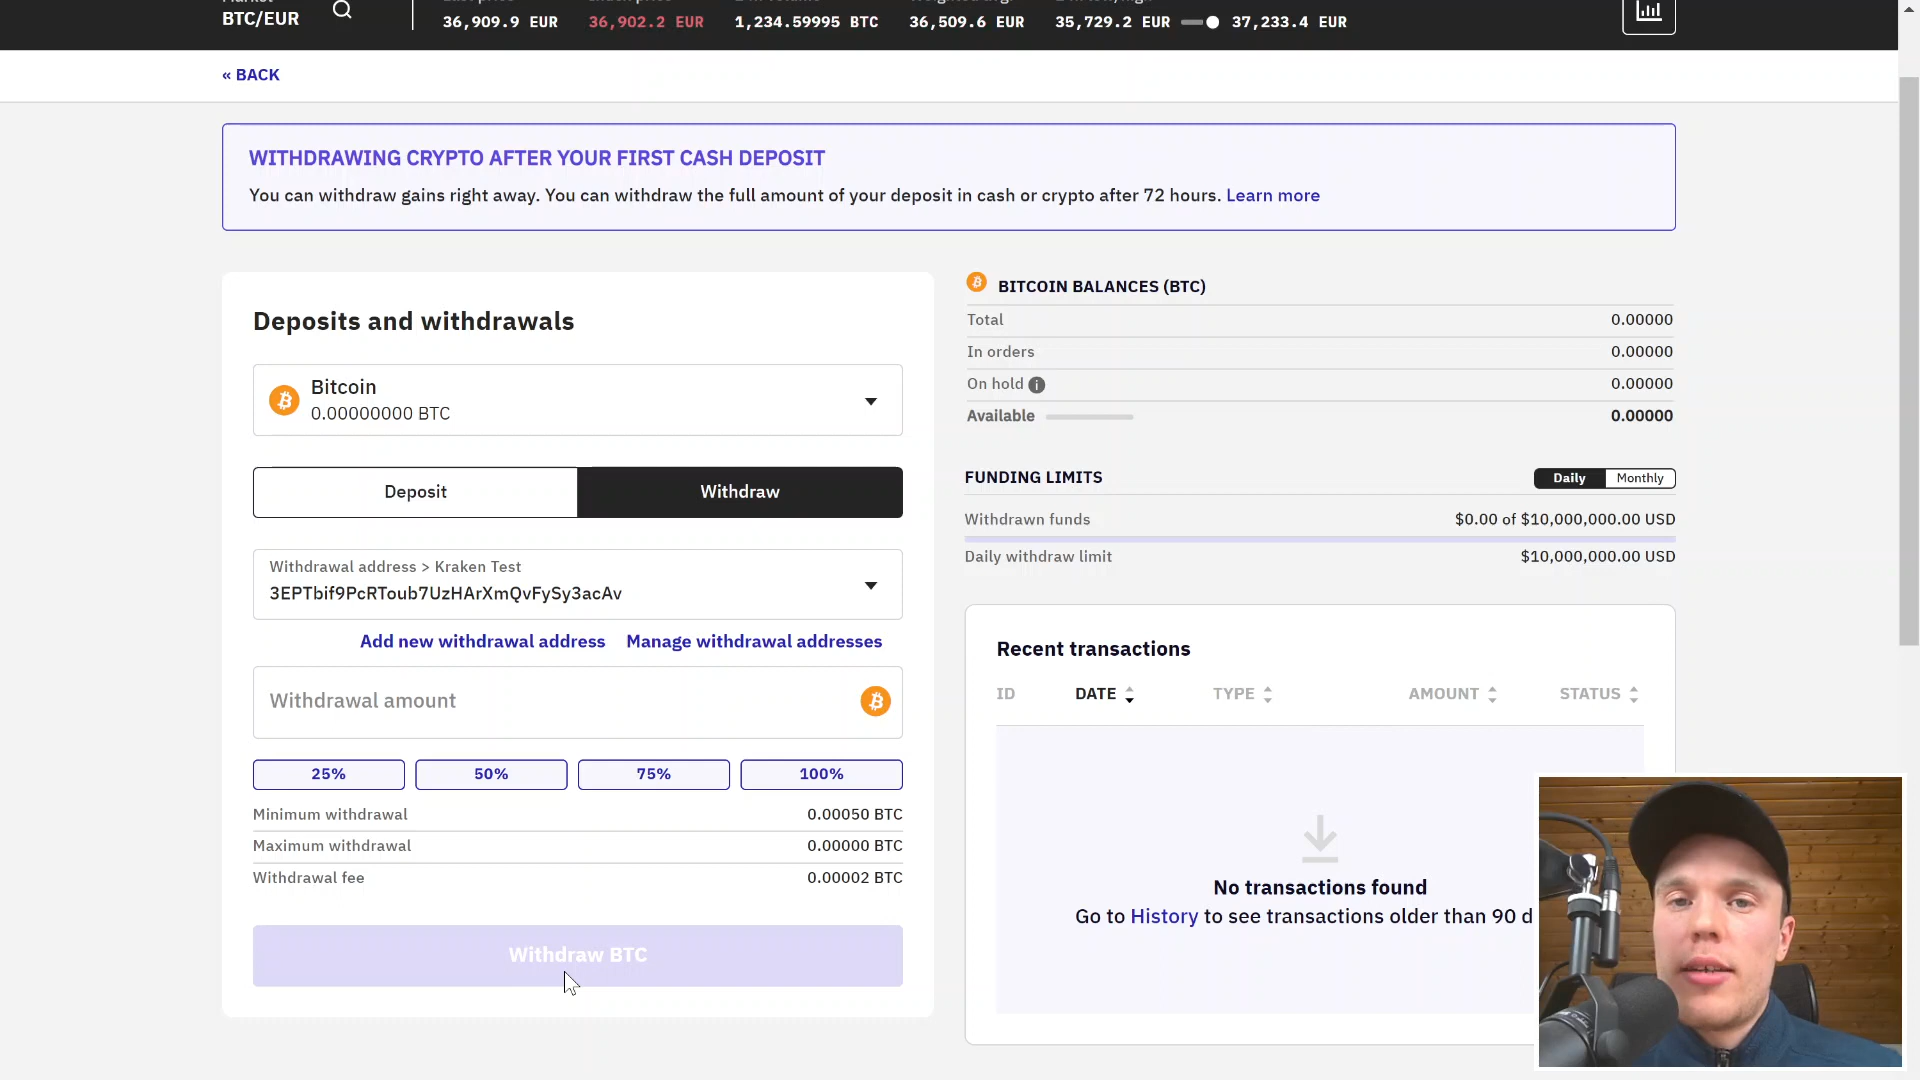 BTC/EUR
36,909.9 EUR 36,902.2 EUR 1,234.59995 BTC 36,509.6 EUR 35,729.2 EUR 37,233.4 EUR
« BACK
WITHDRAWING CRYPTO AFTER YOUR FIRST CASH DEPOSIT
You can withdraw gains right away. You can withdraw the full amount of your deposit in cash or crypto after 72 hours. Learn more
Deposits and withdrawals
Bitcoin
0.00000000 BTC
Deposit Withdraw
Withdrawal address > Kraken Test
3EPTbif9PcRToub7UzHArXmQvFySy3acAv
Add new withdrawal address Manage withdrawal addresses
Withdrawal amount
25% 50% 75% 100%
Minimum withdrawal 0.00050 BTC
Maximum withdrawal 0.00000 BTC
Withdrawal fee 0.00002 BTC
Withdraw BTC
BITCOIN BALANCES (BTC)
Total 0.00000
In orders 0.00000
On hold 0.00000
Available 0.00000
FUNDING LIMITS Daily Monthly
Withdrawn funds $0.00 of $10,000,000.00 USD
Daily withdraw limit $10,000,000.00 USD
Recent transactions
ID DATE TYPE AMOUNT STATUS
No transactions found
Go to History to see transactions older than 90 d